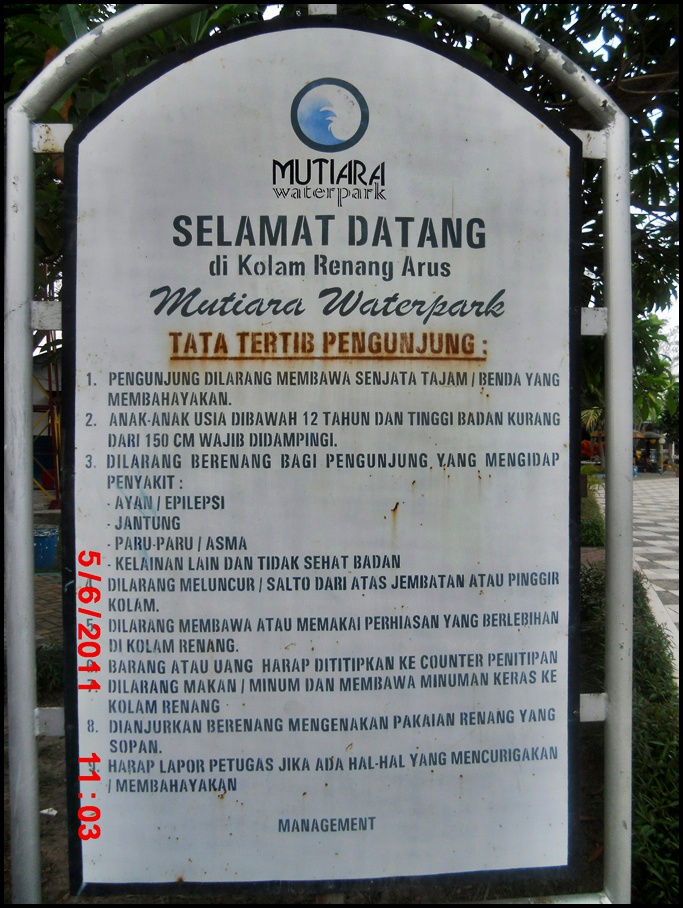 MUTIARA
waterpark
SELAMAT DATANG
di Kolam Renang Arus
Mutiara Waterpark
TATA TERTIB PENGUNJUNG :
1. PENGUNJUNG DILARANG MEMBAWA SENJATA TAJAM / BENDA YANG
MEMBAHAYAKAN.
2. ANAK-ANAK USIA DIBAWAH 12 TAHUN DAN TINGGI BADAN KURANG
DARI 150 CM WAJIB DIDAMPINGI.
3. DILARANG BERENANG BAGI PENGUNJUNG YANG MENGIDAP
PENYAKIT :
- AYAN / EPILEPSI
- JANTUNG
- PARU-PARU / ASMA
- KELAINAN LAIN DAN TIDAK SEHAT BADAN
4. DILARANG MELUNCUR / SALTO DARI ATAS JEMBATAN ATAU PINGGIR
KOLAM.
5. DILARANG MEMBAWA ATAU MEMAKAI PERHIASAN YANG BERLEBIHAN
DI KOLAM RENANG.
BARANG ATAU UANG HARAP DITITIPKAN KE COUNTER PENITIPAN
DILARANG MAKAN / MINUM DAN MEMBAWA MINUMAN KERAS KE
KOLAM RENANG
8. DIANJURKAN BERENANG MENGENAKAN PAKAIAN RENANG YANG
SOPAN.
9. HARAP LAPOR PETUGAS JIKA ADA HAL-HAL YANG MENCURIGAKAN
/ MEMBAHAYAKAN
MANAGEMENT
5/6/2011 11:03